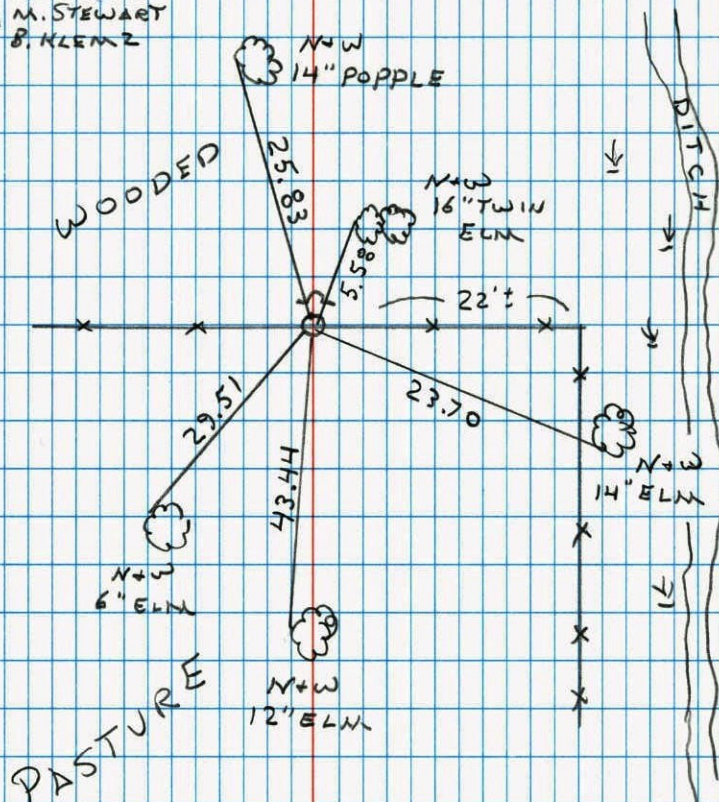 M. STEWART
B. KLEMZ
N+W
14" POPPLE
WOODED
25.83
DITCH
N+W
16" TWIN
ELM
5.58
22'±
29.51
23.70
43.44
N+W
14" ELM
N+W
6" ELM
N+W
12" ELM
PASTURE